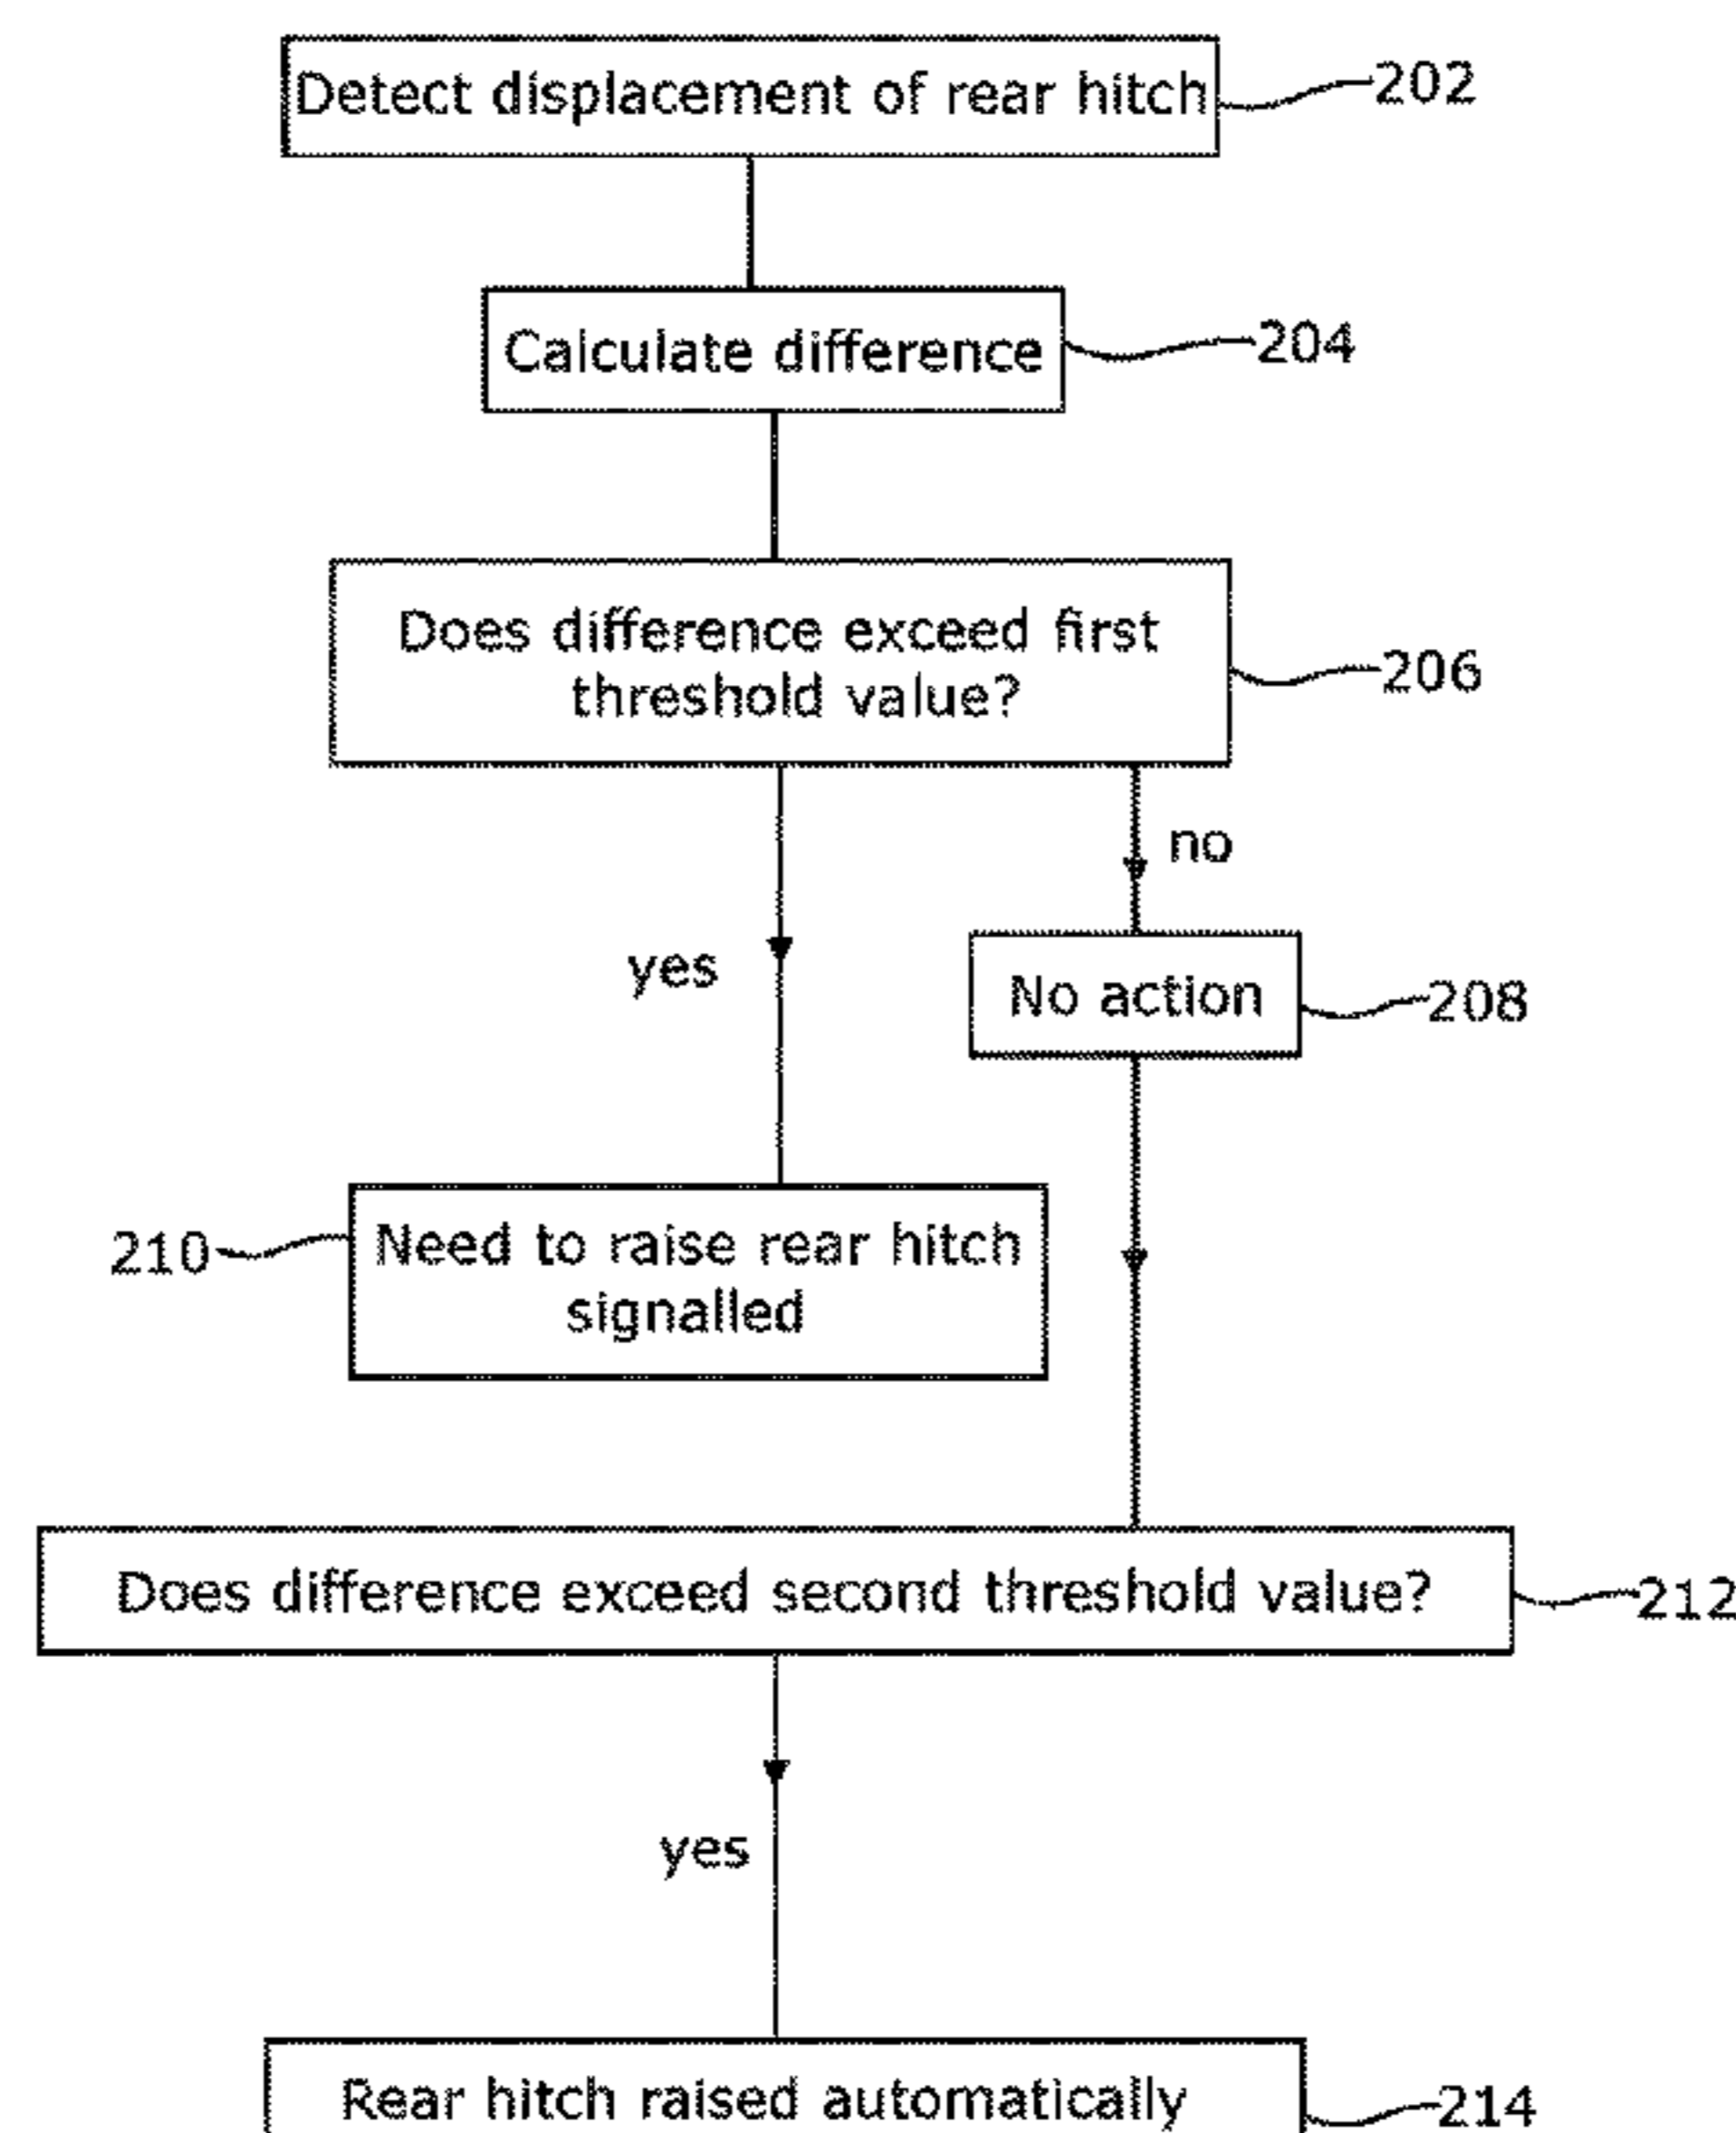 Detect displacement of rear hitch
202
Calculate difference
204
Does difference exceed first
threshold value?
206
no
yes
No action
208
210
Need to raise rear hitch
signalled
Does difference exceed second threshold value?
212
yes
Rear hitch raised automatically
214